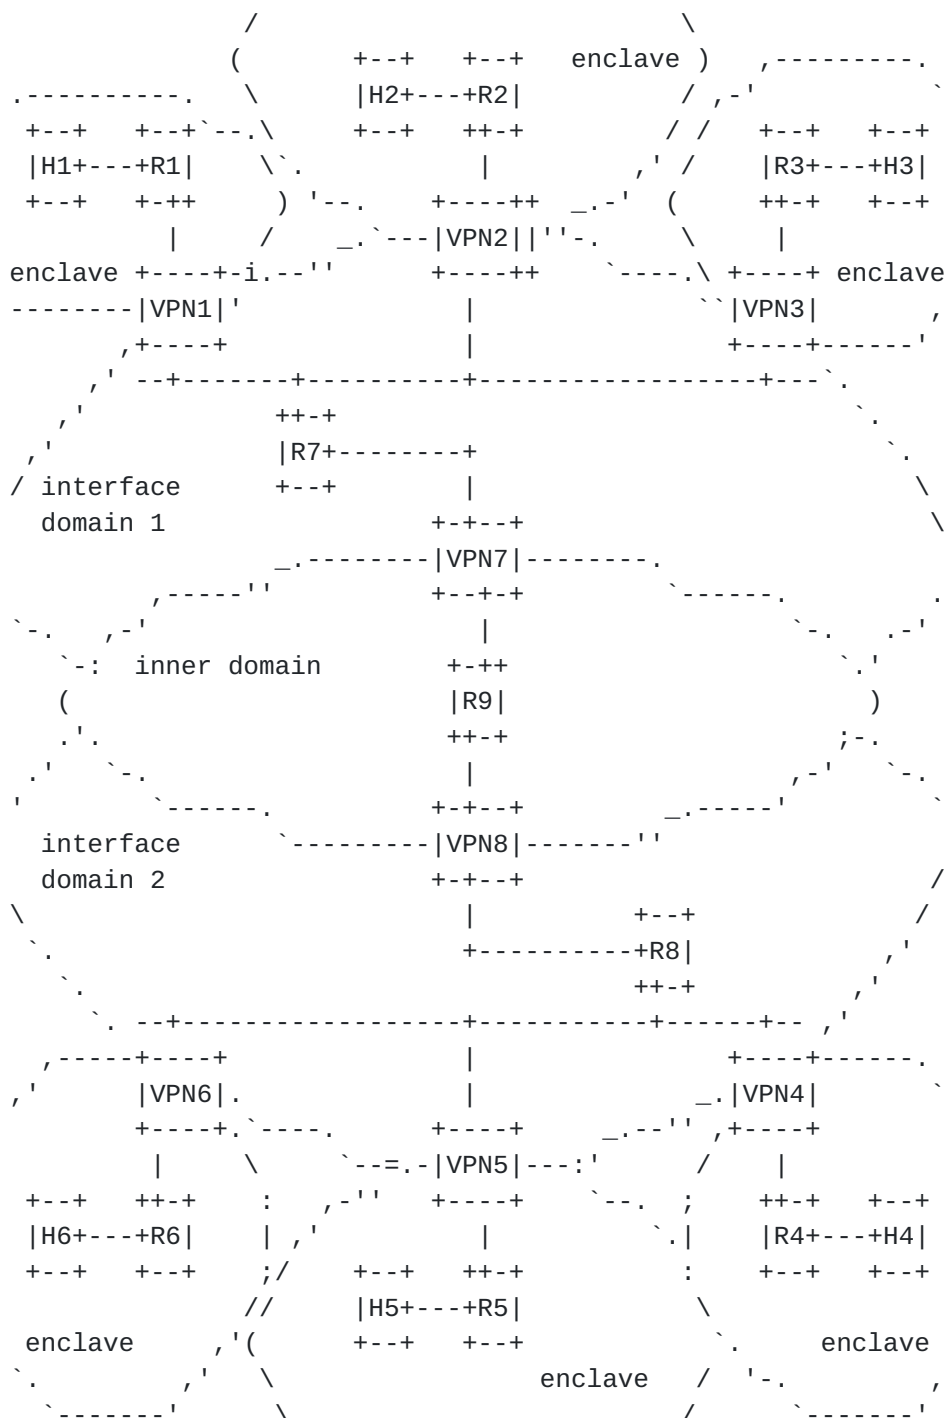 /                           \
(       +--+   +--+   enclave )   ,---------.
.----------.   \      |H2+---+R2|          / ,-'           `
+--+   +--+`--.\     +--+   ++-+         / /   +--+   +--+
|H1+---+R1|    \`.           |         ,' /    |R3+---+H3|
+--+   +-++     ) '--.    +----++  _.-'  (     ++-+   +--+
|     /    _.`---|VPN2||''-.     \     |
enclave +----+-i.--''      +----++    `----.\ +----+ enclave
--------|VPN1|'              |              ``|VPN3|       ,
,+----+               |                +----+------'
,' --+-------+----------+------------------+---`.
,'            ++-+                                 `.
,'              |R7+--------+                          `.
/ interface      +--+        |                            \
domain 1                 +-+--+                          \
_.--------|VPN7|--------.
,-----''          +--+-+         `------.         .
`-.   ,-'                     |                   `-.   .-'
`-:  inner domain        +-++                     `.'
(                        |R9|                       )
.'.                      ++-+                     ;-.
.'   `-.                    |                    ,-'   `-.
'        `------.          +-+--+         _.-----'         `
interface      `---------|VPN8|-------''
domain 2                 +-+--+                          /
\                            |          +--+              /
`.                          +----------+R8|            ,'
`.                                   ++-+          ,'
`. --+------------------+-----------+------+-- ,'
,-----+----+               |                +----+------.
,'       |VPN6|.              |              _.|VPN4|       `
+----+.`----.      +----+     _.--'' ,+----+
|     \     `--=.-|VPN5|---:'      /    |
+--+   ++-+    :   ,-''   +----+    `--.  ;    ++-+   +--+
|H6+---+R6|    | ,'          |          `.|    |R4+---+H4|
+--+   +--+    ;/    +--+   ++-+          :    +--+   +--+
//     |H5+---+R5|           \
enclave     ,'(      +--+   +--+            `.     enclave
`.         ,'   \                 enclave   /  '-.         ,
`-------'      \                         /      `-------'